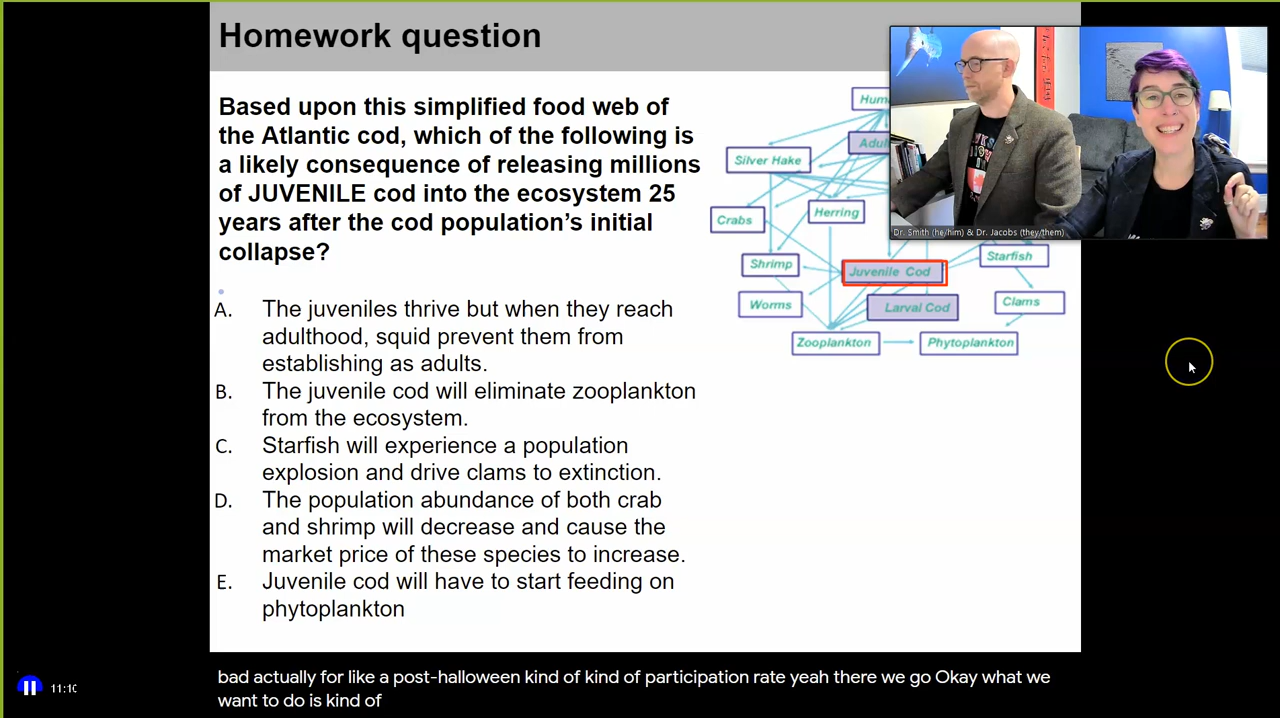 Homework question
Based upon this simplified food web of
the Atlantic cod, which of the following is
a likely consequence of releasing millions
of JUVENILE cod into the ecosystem 25
years after the cod population's initial
collapse?
A. The juveniles thrive but when they reach
adulthood, squid prevent them from
establishing as adults.
B. The juvenile cod will eliminate zooplankton
from the ecosystem.
C. Starfish will experience a population
explosion and drive clams to extinction.
D. The population abundance of both crab
and shrimp will decrease and cause the
market price of these species to increase.
E. Juvenile cod will have to start feeding on
phytoplankton
Silver Hake
Crabs
Herring
Shrimp
Juvenile Cod
Starfish
Worms
Larval Cod
Clams
Zooplankton
Phytoplankton
Dr. Smith (he/him) & Dr. Jacobs (they/them)
bad actually for like a post-halloween kind of kind of participation rate yeah there we go Okay what we
want to do is kind of